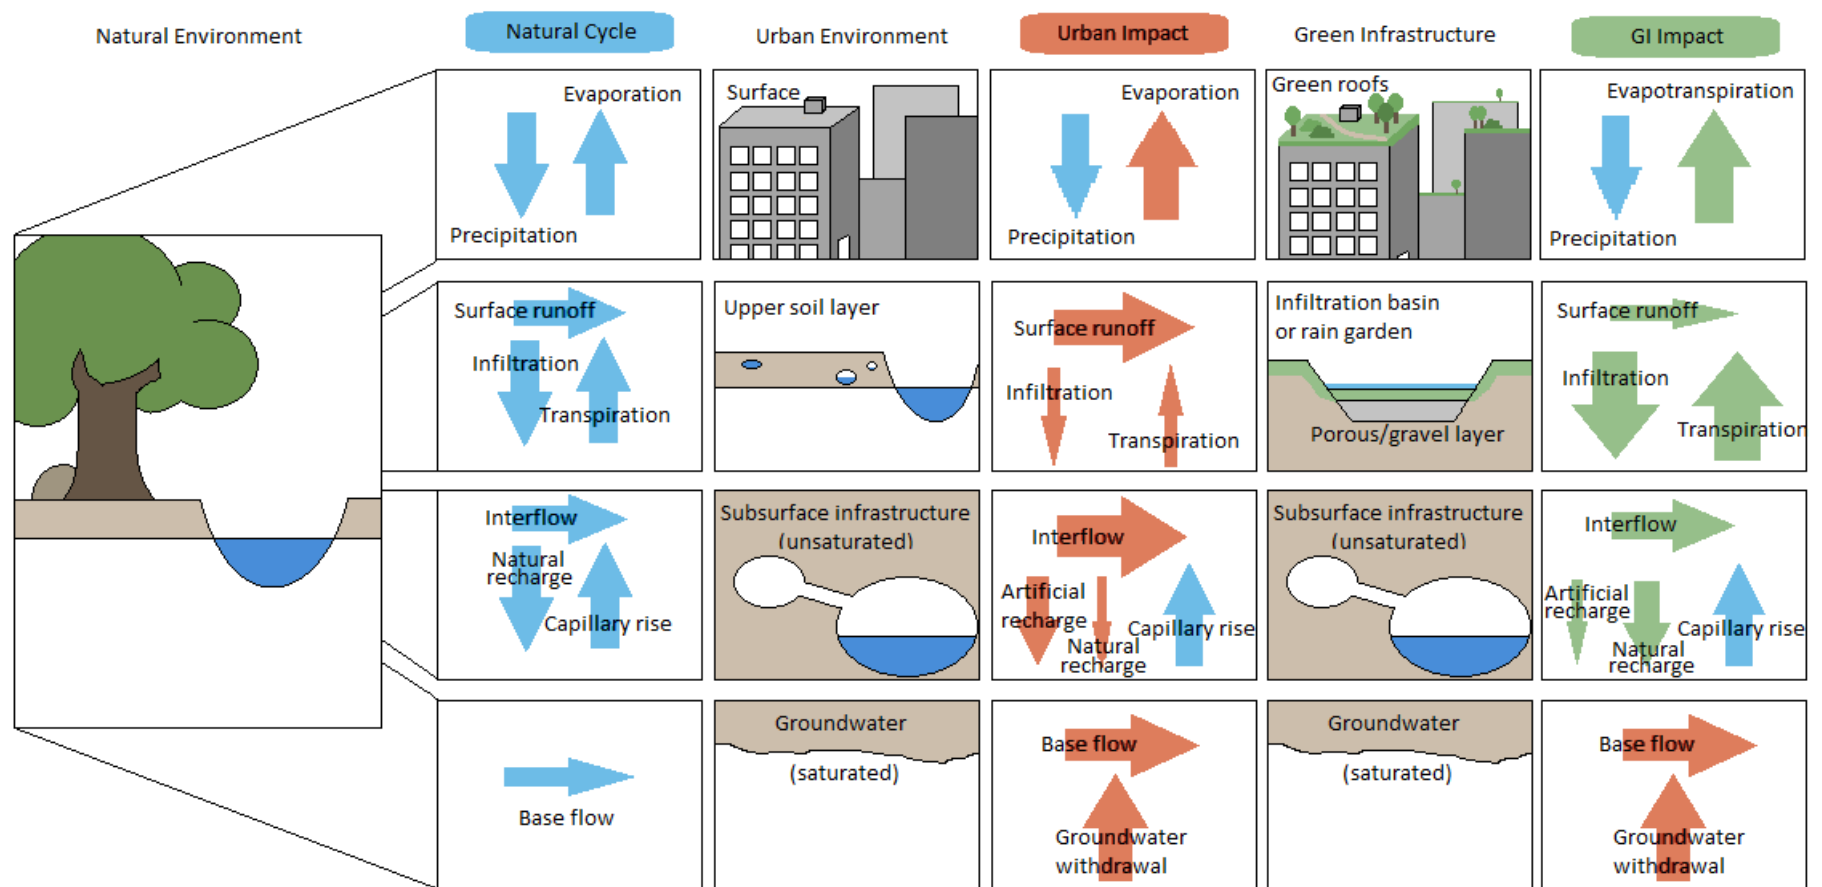 Natural Environment
Natural Cycle
Urban Environment
Urban Impact
Green Infrastructure
GI Impact
Evaporation
Precipitation
Surface
Evaporation
Precipitation
Green roofs
Evapotranspiration
Precipitation
Surface runoff
Infiltration
Transpiration
Upper soil layer
Surface runoff
Infiltration
Transpiration
Infiltration basin
or rain garden
Porous/gravel layer
Surface runoff
Infiltration
Transpiration
Interflow
Natural
recharge
Capillary rise
Subsurface infrastructure
(unsaturated)
Interflow
Artificial
recharge
Natural
recharge
Capillary rise
Subsurface infrastructure
(unsaturated)
Interflow
Artificial
recharge
Natural
recharge
Capillary rise
Base flow
Groundwater
(saturated)
Base flow
Groundwater
withdrawal
Groundwater
(saturated)
Base flow
Groundwater
withdrawal